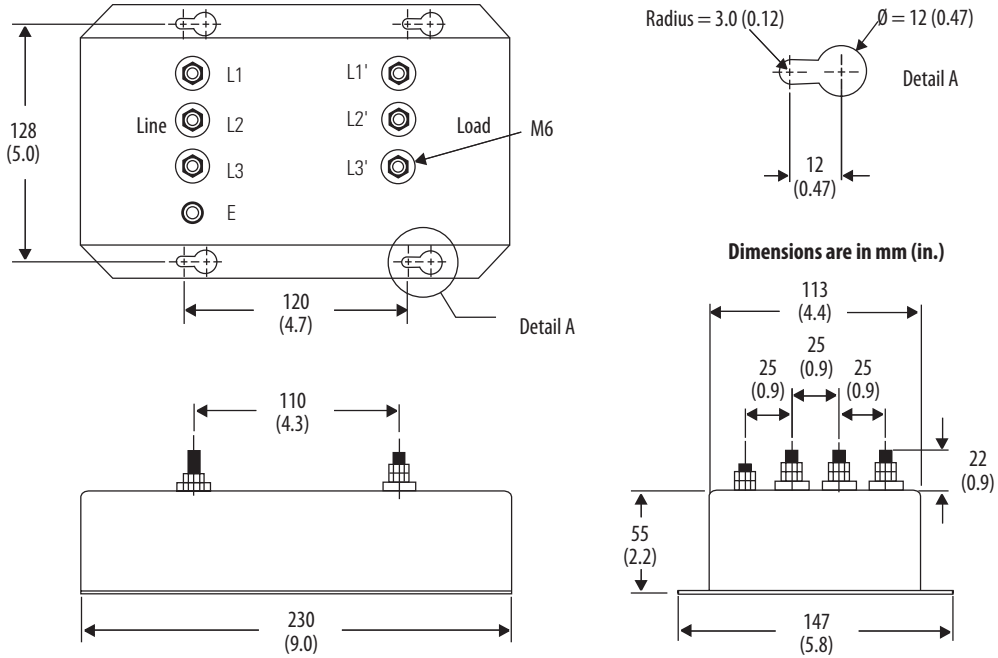 Radius = 3.0 (0.12)
Ø = 12 (0.47)
Detail A
12
(0.47)
L1
L1'
Line
L2
L2'
Load
M6
L3
L3'
E
128
(5.0)
120
(4.7)
Detail A
Dimensions are in mm (in.)
113
(4.4)
25
(0.9)
25
(0.9)
25
(0.9)
110
(4.3)
22
(0.9)
55
(2.2)
230
(9.0)
147
(5.8)